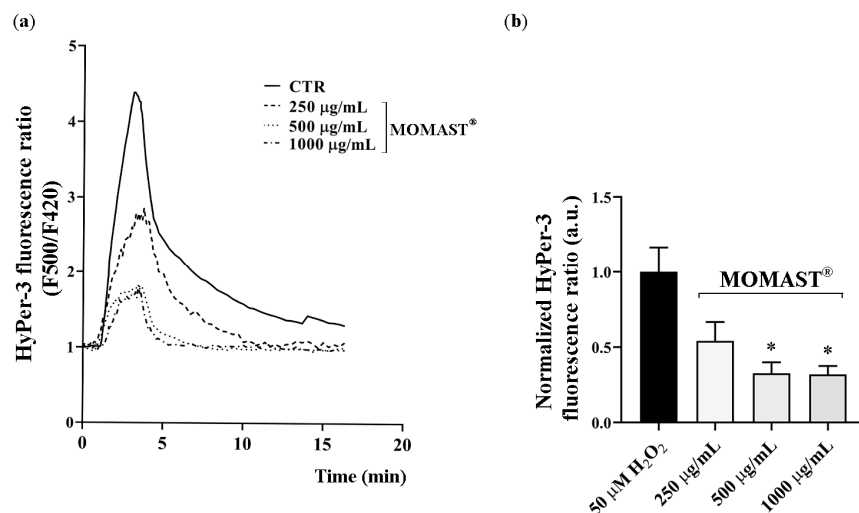 (a)
HyPer-3 fluorescence ratio
(F500/F420)
5
4
3
2
1
0
0
5
10
15
20
Time (min)
CTR
250 µg/mL
500 µg/mL
1000 µg/mL
MOMAST®
(b)
Normalized HyPer-3
fluorescence ratio (a.u.)
1.5
1.0
0.5
0.0
MOMAST®
*
*
50 µM H₂O₂
250 µg/mL
500 µg/mL
1000 µg/mL